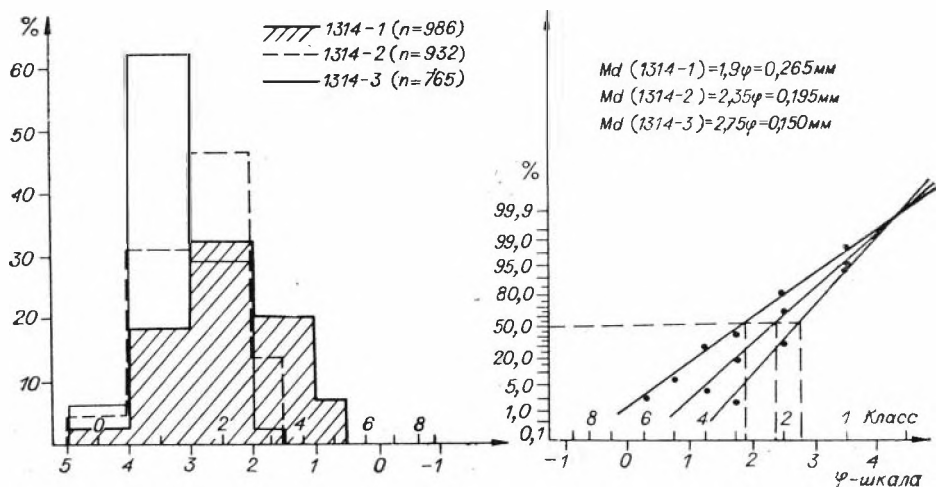 %
60
50
40
30
20
10
1314-1 (n=986)
1314-2 (n=932)
1314-3 (n=765)
0 2 4 6 8
5 4 3 2 1 0 -1
Md (1314-1)=1,9φ=0,265мм
Md (1314-2)=2,35φ=0,195мм
Md (1314-3)=2,75φ=0,150мм
%
99,9
99,0
95,0
80,0
50,0
20,0
5,0
1,0
0,1
8 6 4 2 1 Класс
-1 0 1 2 3 4
φ-шкала